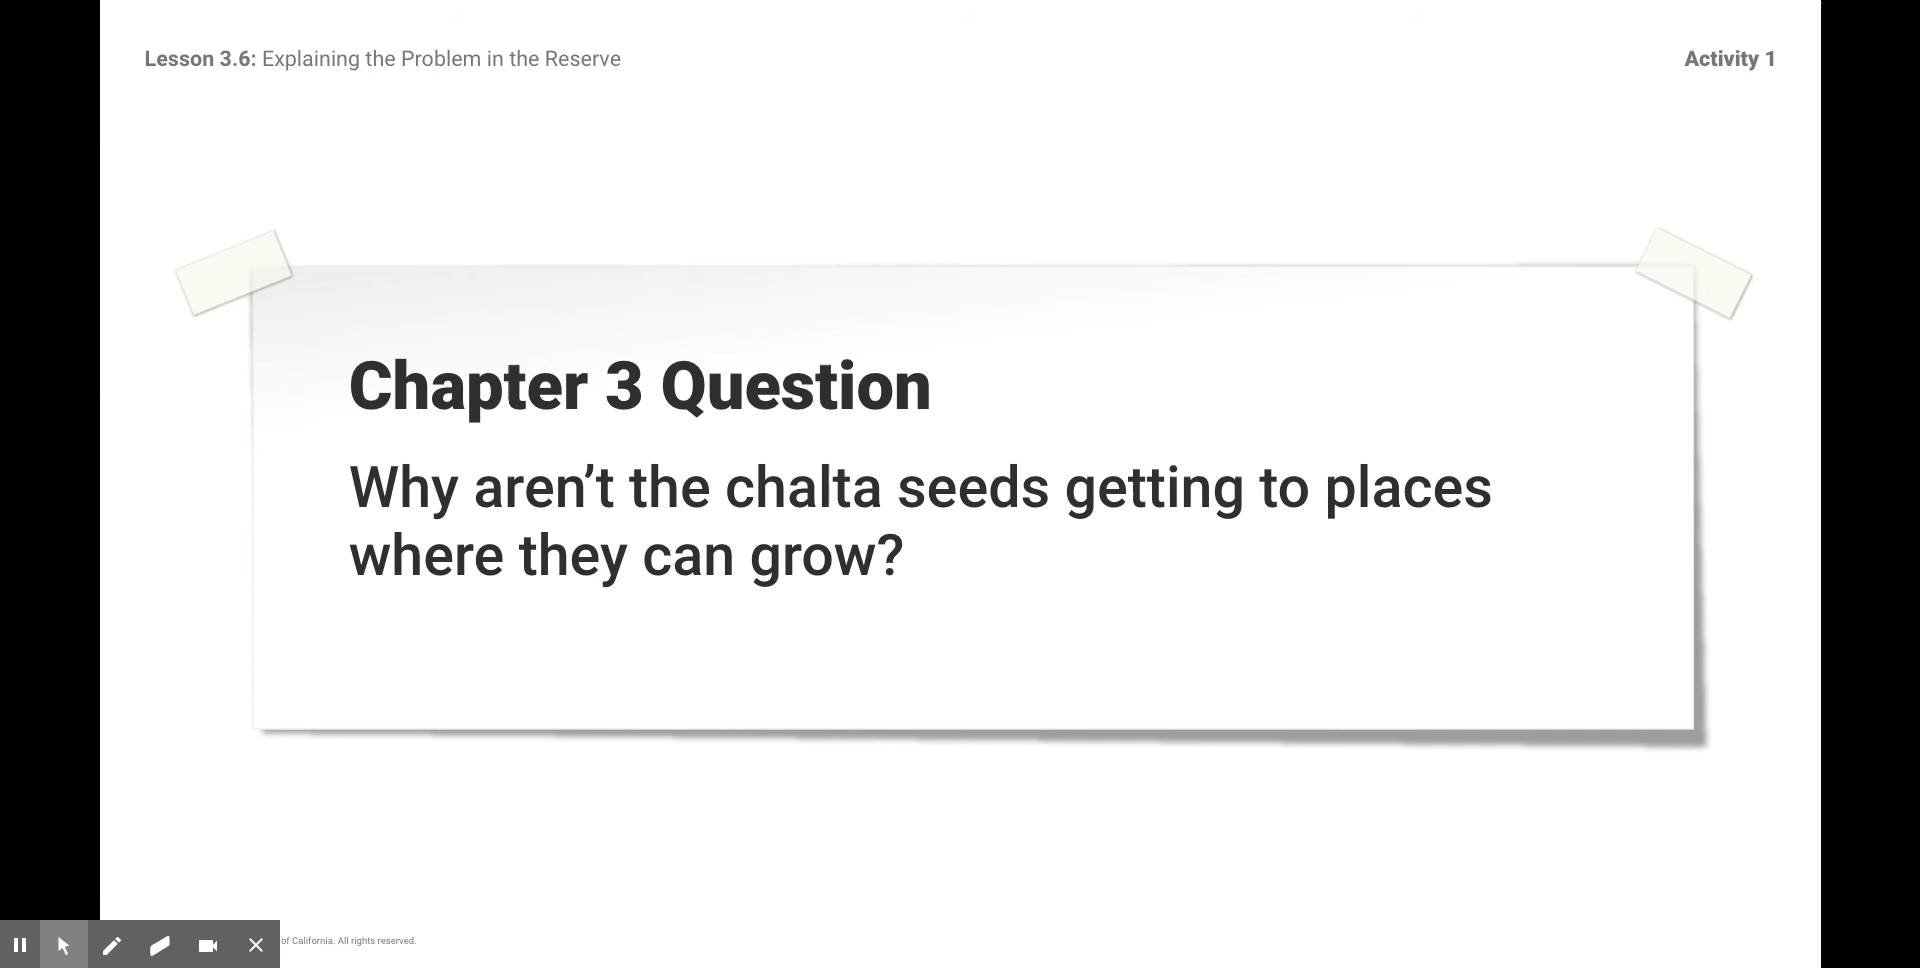 Lesson 3.6: Explaining the Problem in the Reserve
Activity 1
Chapter 3 Question
Why aren’t the chalta seeds getting to places
where they can grow?
of California. All rights reserved.